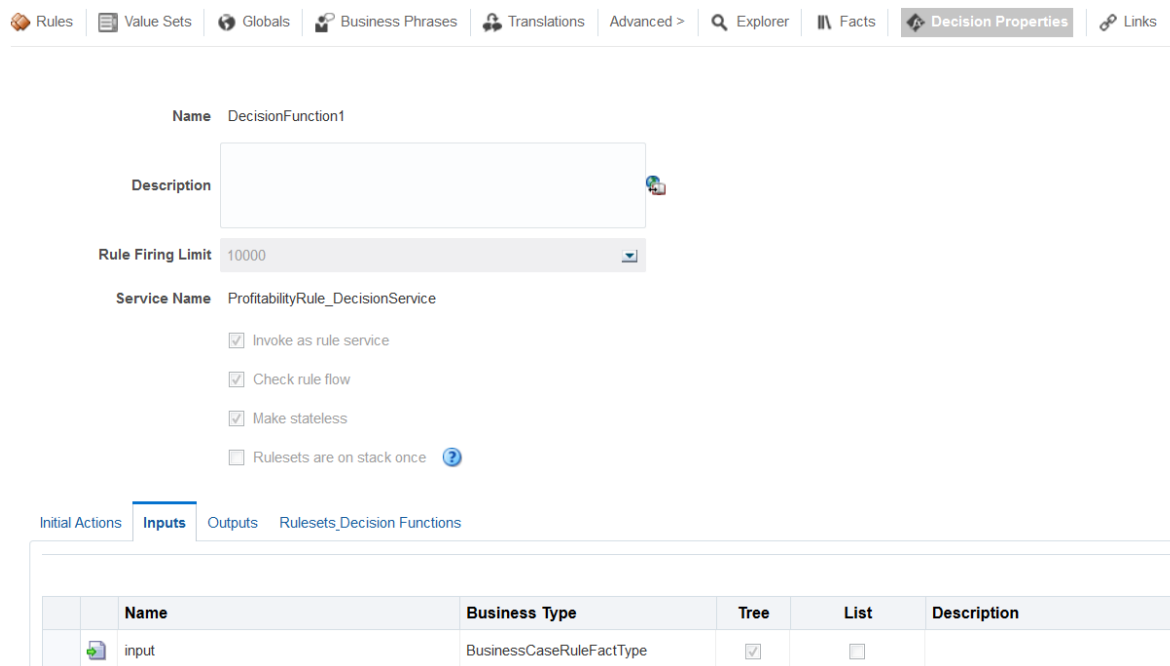 Rules Value Sets Globals Business Phrases Translations Advanced > Explorer Facts Decision Properties Links
Name DecisionFunction1
Description
Rule Firing Limit 10000
Service Name ProfitabilityRule_DecisionService
Invoke as rule service
Check rule flow
Make stateless
Rulesets are on stack once ?
Initial Actions Inputs Outputs Rulesets_Decision Functions
Name Business Type Tree List Description
input BusinessCaseRuleFactType